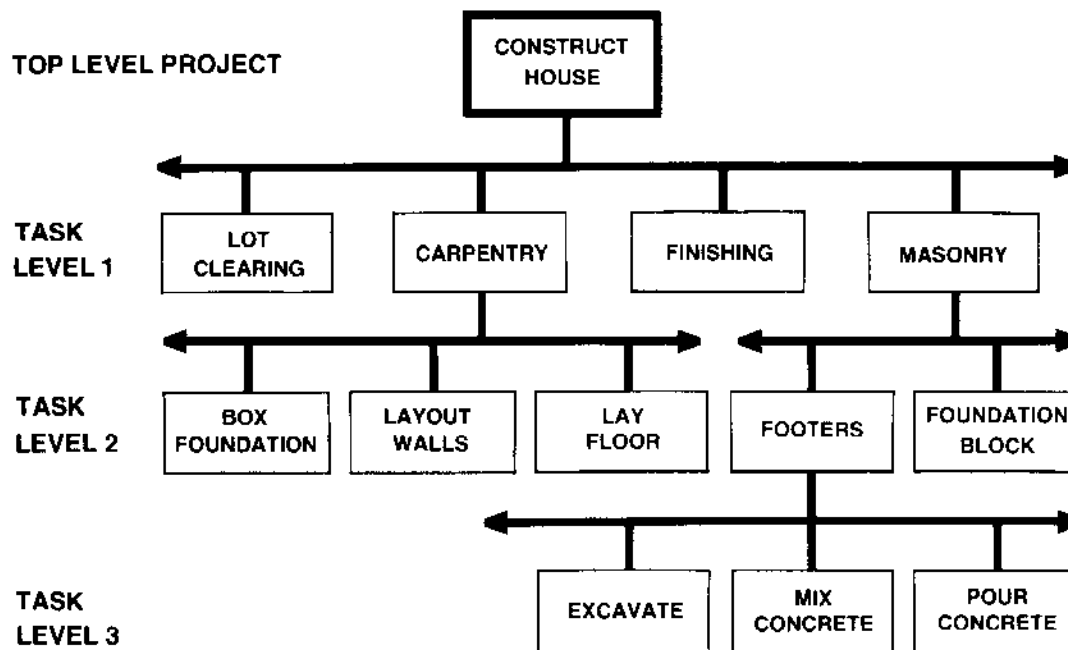 CONSTRUCT
HOUSE
TOP LEVEL PROJECT
TASK
LEVEL 1
LOT
CLEARING
CARPENTRY
FINISHING
MASONRY
TASK
LEVEL 2
BOX
FOUNDATION
LAYOUT
WALLS
LAY
FLOOR
FOOTERS
FOUNDATION
BLOCK
TASK
LEVEL 3
EXCAVATE
MIX
CONCRETE
POUR
CONCRETE